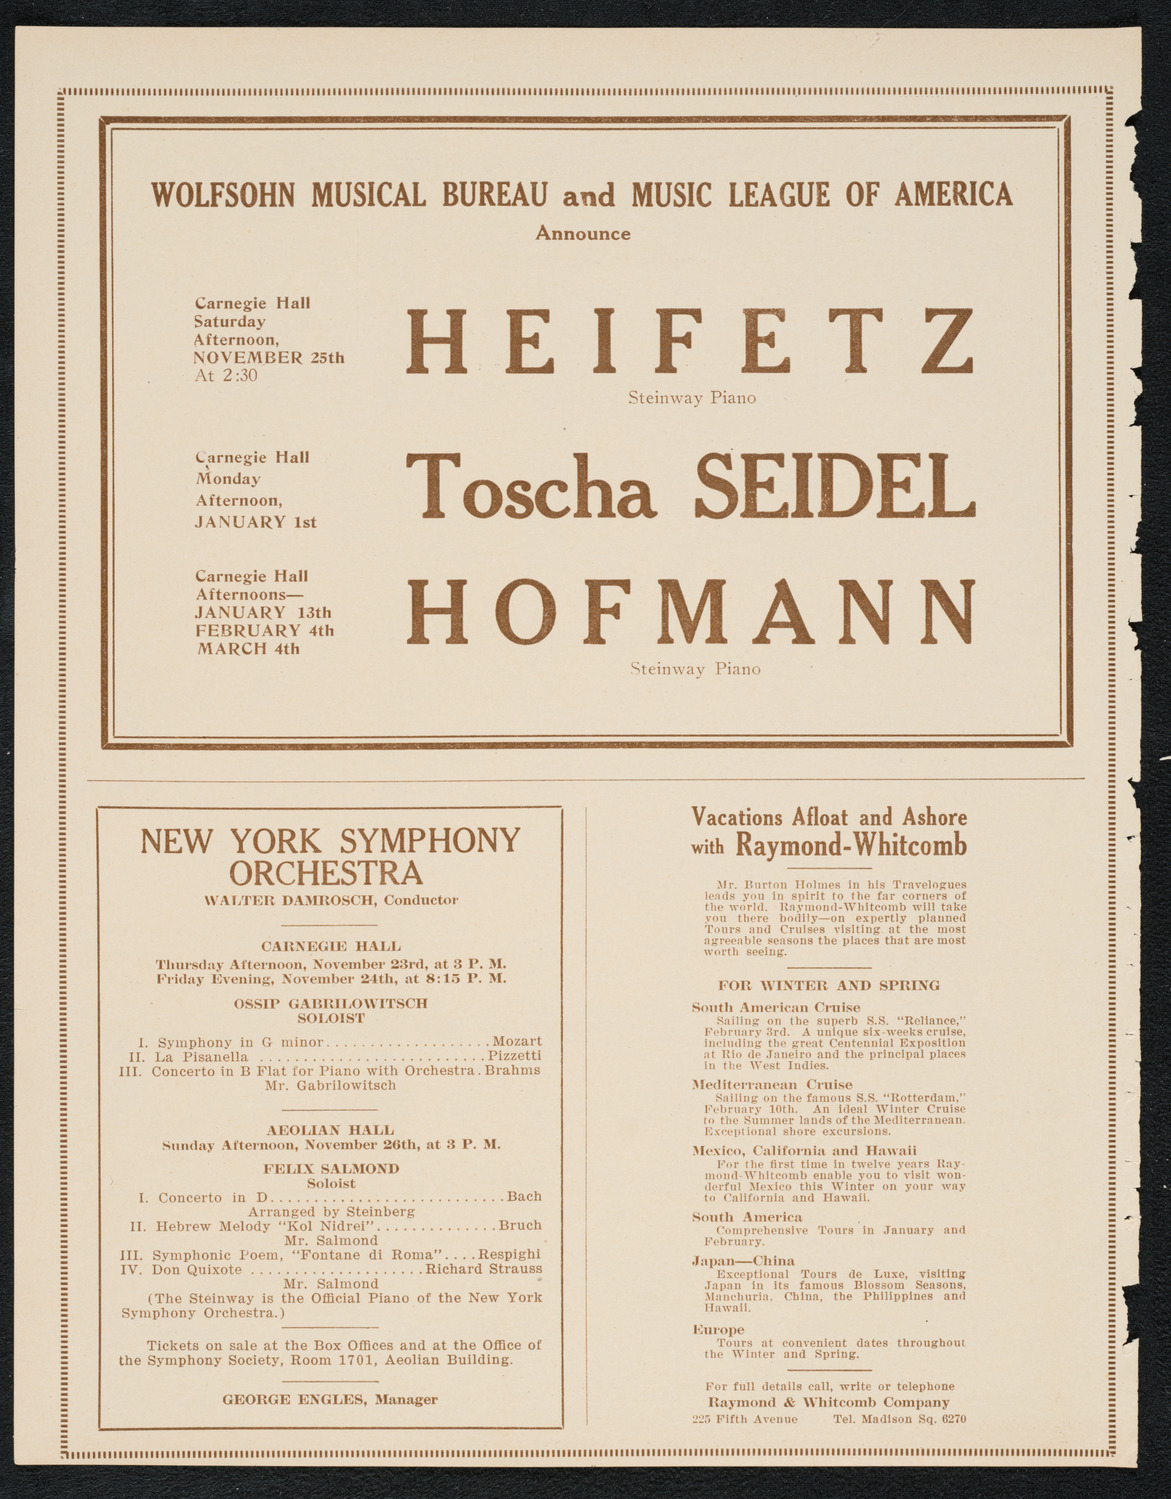 WOLFSOHN MUSICAL BUREAU and MUSIC LEAGUE OF AMERICA
Announce
Carnegie Hall
Saturday
Afternoon,
NOVEMBER 25th
At 2:30
HEIFETZ
Steinway Piano
Carnegie Hall
Monday
Afternoon,
JANUARY 1st
Toscha SEIDEL
Carnegie Hall
Afternoons—
JANUARY 13th
FEBRUARY 4th
MARCH 4th
HOFMANN
Steinway Piano
NEW YORK SYMPHONY
ORCHESTRA
WALTER DAMROSCH, Conductor
CARNEGIE HALL
Thursday Afternoon, November 23rd, at 3 P. M.
Friday Evening, November 24th, at 8:15 P. M.
OSSIP GABRILOWITSCH
SOLOIST
I. Symphony in G minor...................Mozart
II. La Pisanella ..........................Pizzetti
III. Concerto in B Flat for Piano with Orchestra.Brahms
Mr. Gabrilowitsch
AEOLIAN HALL
Sunday Afternoon, November 26th, at 3 P. M.
FELIX SALMOND
Soloist
I. Concerto in D...........................Bach
Arranged by Steinberg
II. Hebrew Melody "Kol Nidrei"..............Bruch
Mr. Salmond
III. Symphonic Poem, "Fontane di Roma"....Respighi
IV. Don Quixote ....................Richard Strauss
Mr. Salmond
(The Steinway is the Official Piano of the New York
Symphony Orchestra.)
Tickets on sale at the Box Offices and at the Office of
the Symphony Society, Room 1701, Aeolian Building.
GEORGE ENGLES, Manager
Vacations Afloat and Ashore
with Raymond-Whitcomb
Mr. Burton Holmes in his Travelogues
leads you in spirit to the far corners of
the world. Raymond-Whitcomb will take
you there bodily—on expertly planned
Tours and Cruises visiting at the most
agreeable seasons the places that are most
worth seeing.
FOR WINTER AND SPRING
South American Cruise
Sailing on the superb S.S. "Reliance,"
February 3rd. A unique six-weeks cruise,
including the great Centennial Exposition
at Rio de Janeiro and the principal places
in the West Indies.
Mediterranean Cruise
Sailing on the famous S.S. "Rotterdam,"
February 10th. An ideal Winter Cruise
to the Summer lands of the Mediterranean.
Exceptional shore excursions.
Mexico, California and Hawaii
For the first time in twelve years Ray-
mond-Whitcomb enable you to visit won-
derful Mexico this Winter on your way
to California and Hawaii.
South America
Comprehensive Tours in January and
February.
Japan—China
Exceptional Tours de Luxe, visiting
Japan in its famous Blossom Seasons,
Manchuria, China, the Philippines and
Hawaii.
Europe
Tours at convenient dates throughout
the Winter and Spring.
For full details call, write or telephone
Raymond & Whitcomb Company
225 Fifth Avenue Tel. Madison Sq. 6270